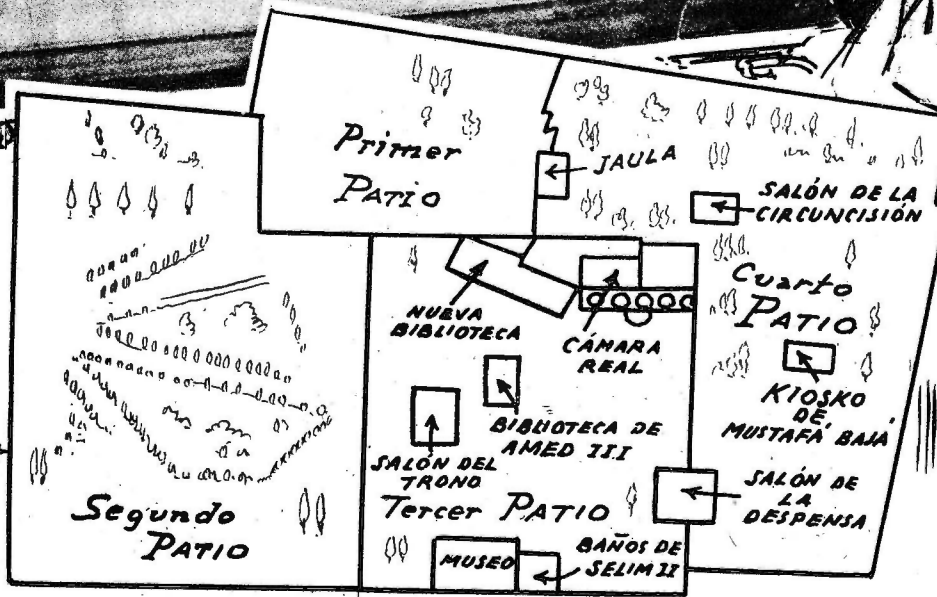 Primer
PATIO
JAULA
SALÓN DE LA
CIRCUNCISIÓN
Cuarto
PATIO
NUEVA
BIBLIOTECA
CÁMARA
REAL
KIOSKO
DE
MUSTAFÁ BAJÁ
BIBLIOTECA DE
AMED III
SALÓN DEL
TRONO
SALÓN DE
LA
DESPENSA
Tercer PATIO
Segundo
PATIO
MUSEO
BAÑOS DE
SELIM II